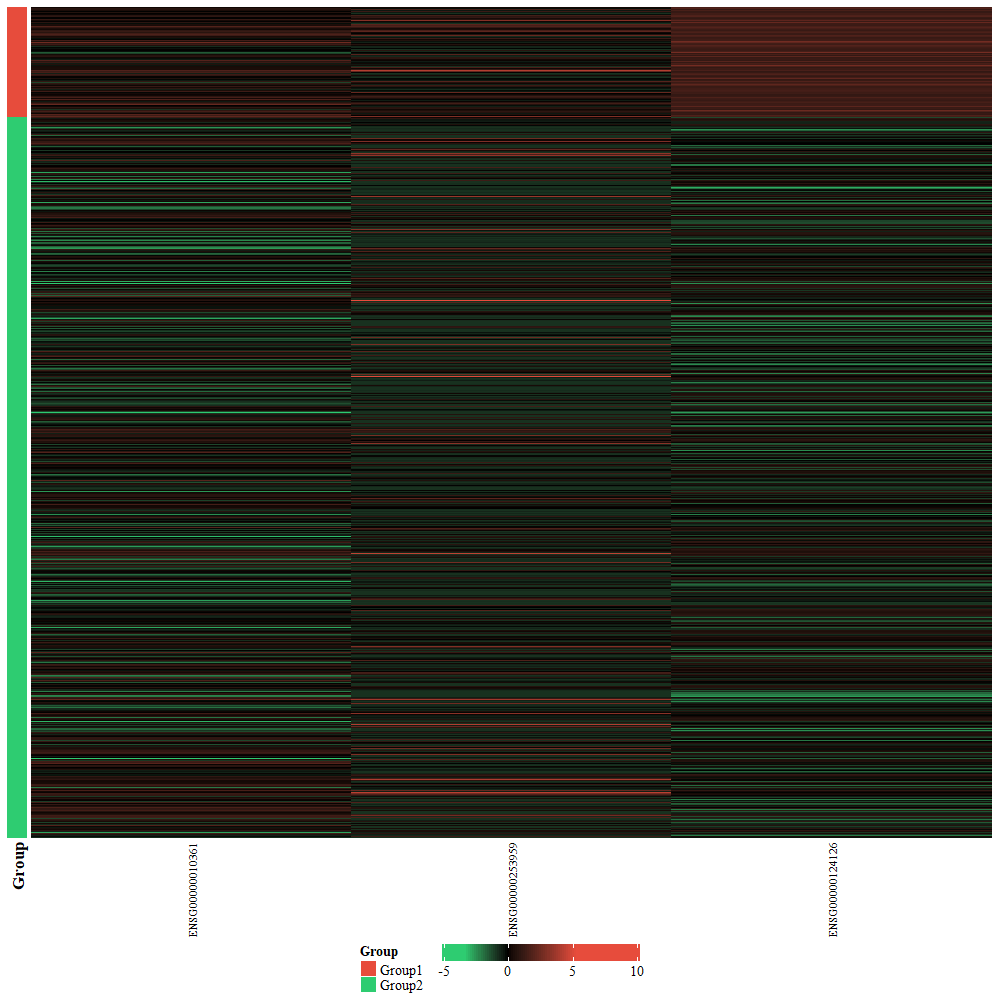 Group
ENSG00000010361
ENSG00000253959
ENSG00000124126
Group
Group1
Group2
-5
0
5
10